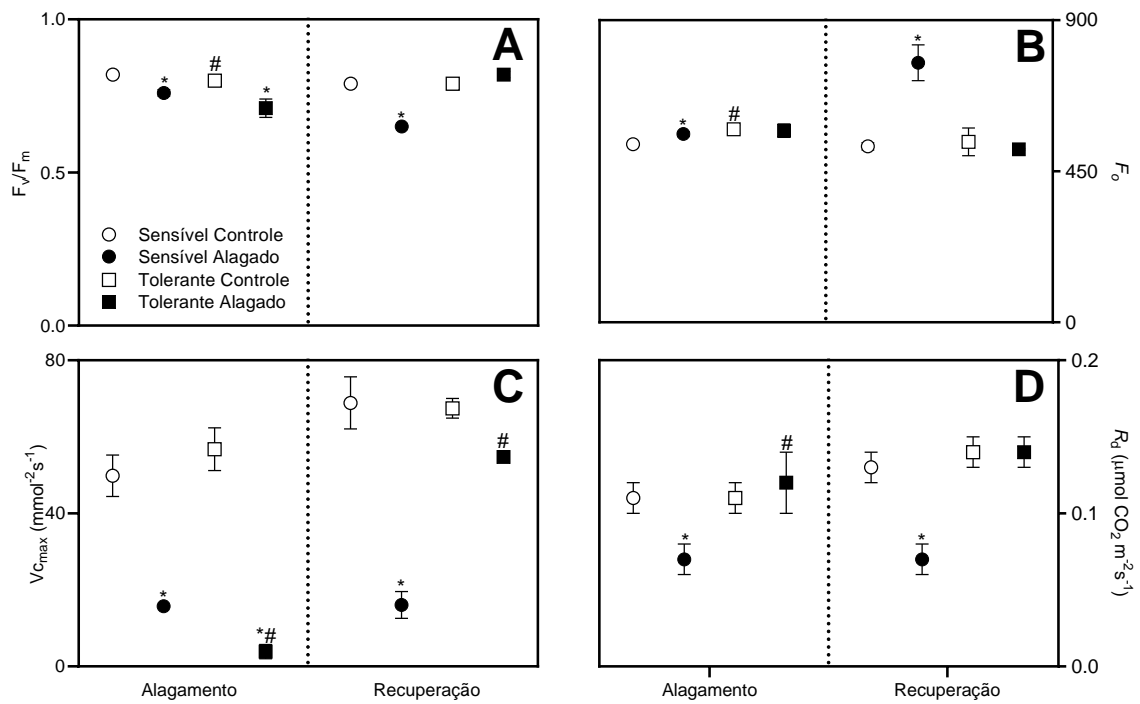 1.0
0.5
0.0
Fv/Fm
A
*
#
*
*
Sensível Controle
Sensível Alagado
Tolerante Controle
Tolerante Alagado
B
*
#
*
900
450
0
Fo
C
80
40
0
Vcmax (mmol-2s-1)
*
*#
*
#
Alagamento
Recuperação
D
*
#
*
0.2
0.1
0.0
Rd (μmol CO2 m-2s-1)
Alagamento
Recuperação